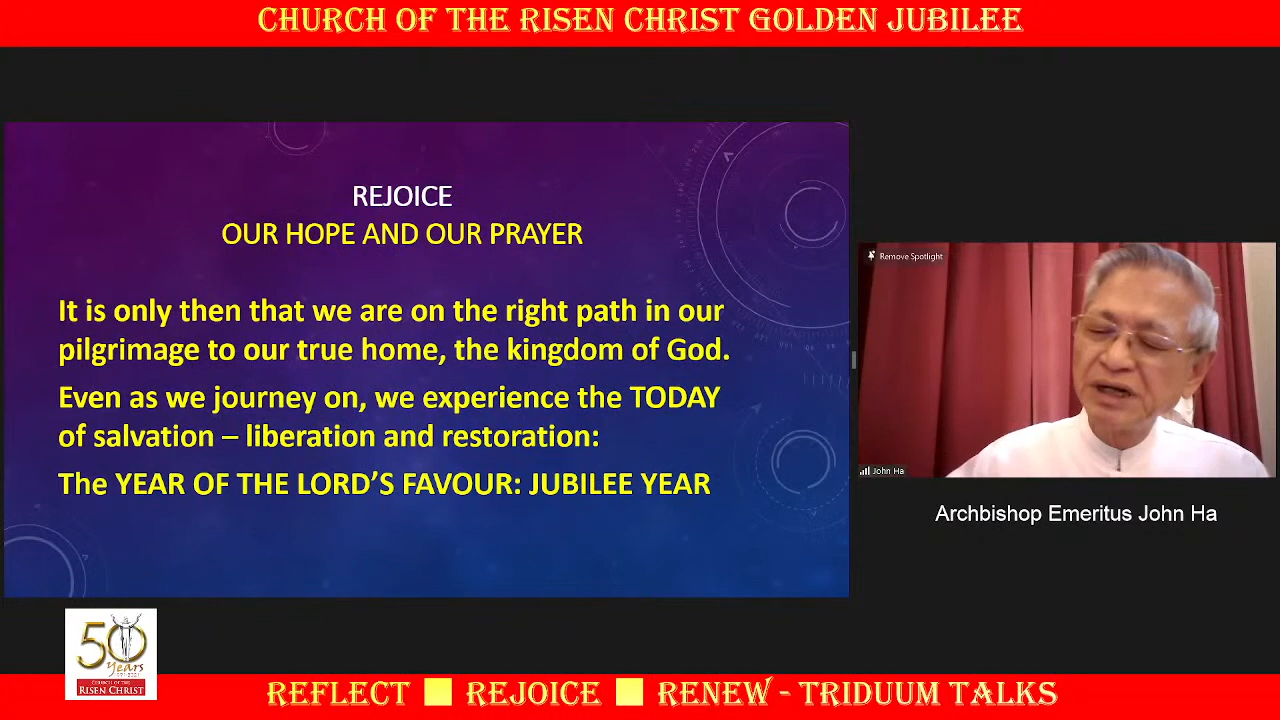 CHURCH OF THE RISEN CHRIST GOLDEN JUBILEE
REJOICE
OUR HOPE AND OUR PRAYER
It is only then that we are on the right path in our
pilgrimage to our true home, the kingdom of God.
Even as we journey on, we experience the TODAY
of salvation – liberation and restoration:
The YEAR OF THE LORD'S FAVOUR: JUBILEE YEAR
Remove Spotlight
John Ha
Archbishop Emeritus John Ha
50
Years
CHURCH OF THE
RISEN CHRIST
REFLECT REJOICE RENEW - TRIDUUM TALKS